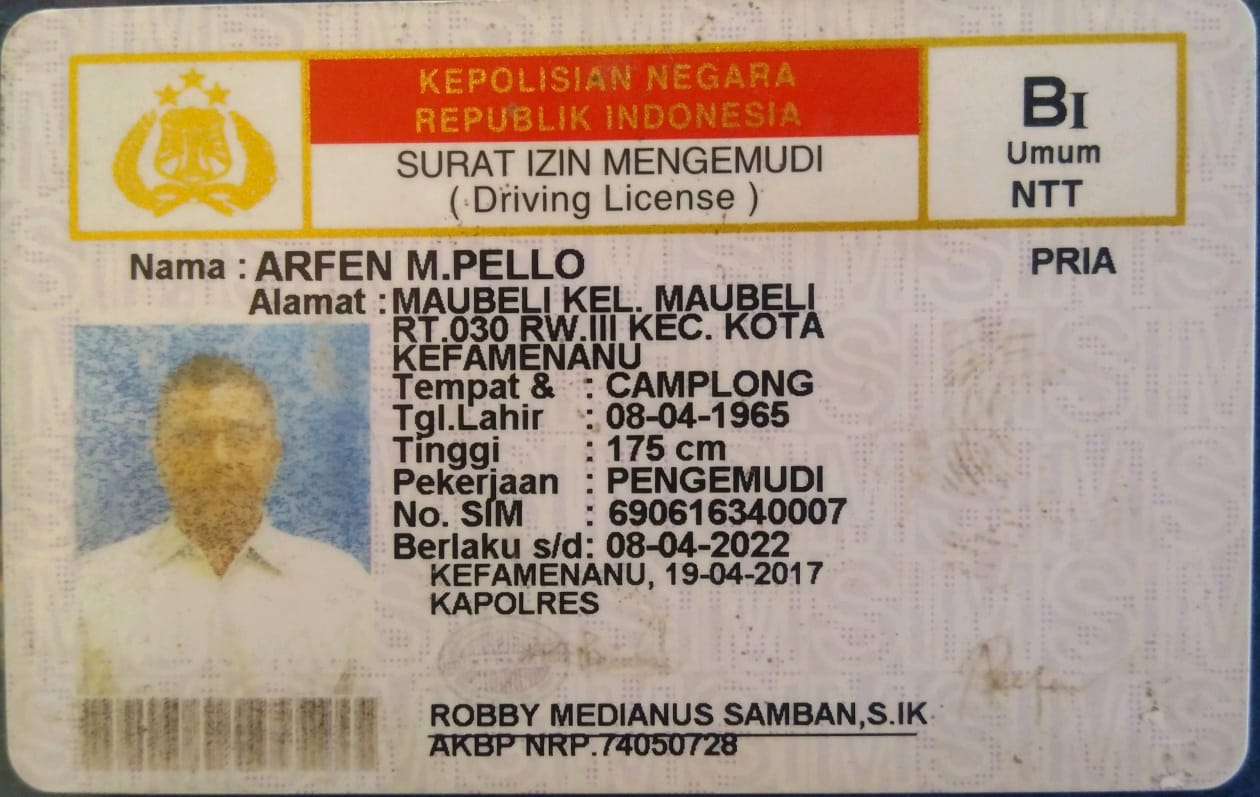 KEPOLISIAN NEGARA
REPUBLIK INDONESIA
SURAT IZIN MENGEMUDI
( Driving License )
BI
Umum
NTT
Nama : ARFEN M.PELLO
PRIA
Alamat : MAUBELI KEL. MAUBELI
RT.030 RW.III KEC. KOTA
KEFAMENANU
Tempat & : CAMPLONG
Tgl.Lahir : 08-04-1965
Tinggi : 175 cm
Pekerjaan : PENGEMUDI
No. SIM : 690616340007
Berlaku s/d: 08-04-2022
KEFAMENANU, 19-04-2017
KAPOLRES
ROBBY MEDIANUS SAMBAN,S.IK
AKBP NRP.74050728